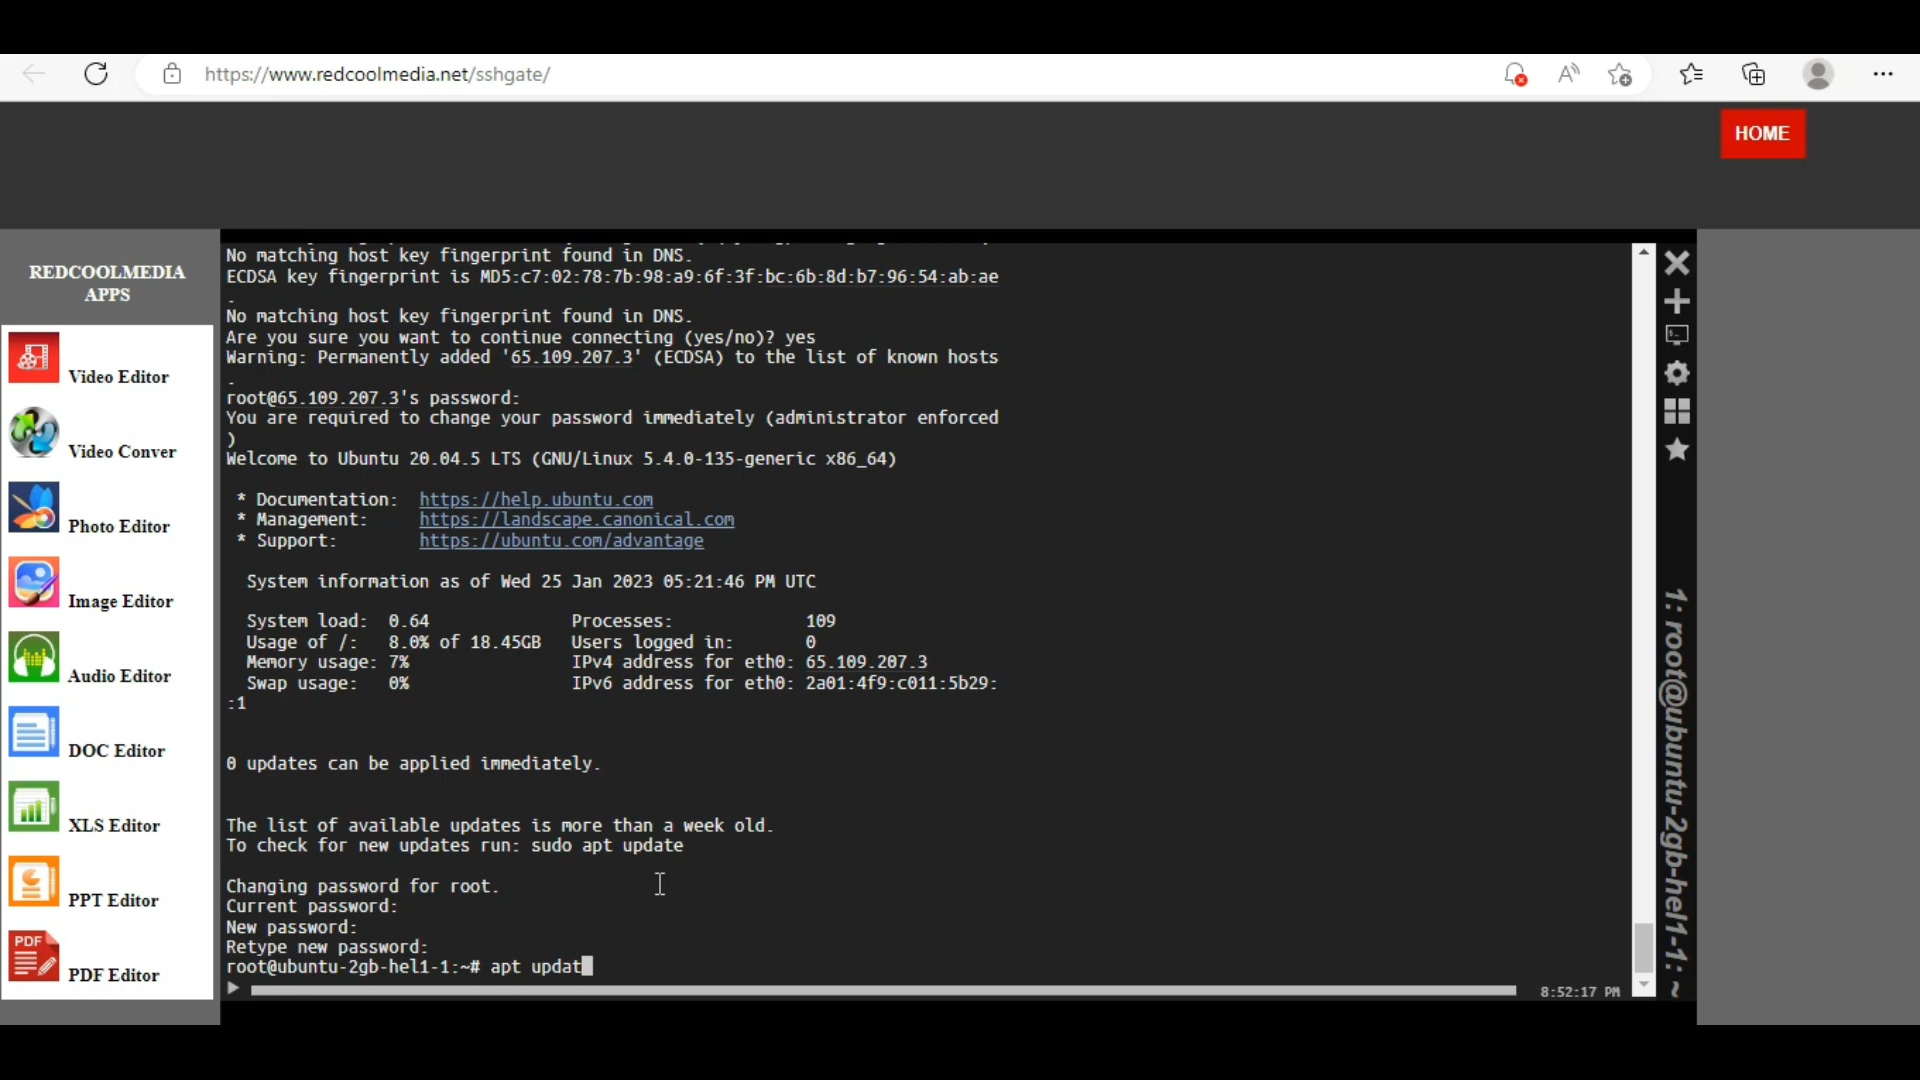 https://www.redcoolmedia.net/sshgate/
HOME
REDCOOLMEDIA
APPS
Video Editor
Video Conver
Photo Editor
Image Editor
Audio Editor
DOC Editor
XLS Editor
PPT Editor
PDF
PDF Editor
No matching host key fingerprint found in DNS.
ECDSA key fingerprint is MD5:c7:02:78:7b:98:a9:6f:3f:bc:6b:8d:b7:96:54:ab:ae
.
No matching host key fingerprint found in DNS.
Are you sure you want to continue connecting (yes/no)? yes
Warning: Permanently added '65.109.207.3' (ECDSA) to the list of known hosts
.
root@65.109.207.3's password:
You are required to change your password immediately (administrator enforced
)
Welcome to Ubuntu 20.04.5 LTS (GNU/Linux 5.4.0-135-generic x86_64)
* Documentation: https://help.ubuntu.com
* Management: https://landscape.canonical.com
* Support: https://ubuntu.com/advantage
System information as of Wed 25 Jan 2023 05:21:46 PM UTC
System load: 0.64 Processes: 109
Usage of /: 8.0% of 18.45GB Users logged in: 0
Memory usage: 7% IPv4 address for eth0: 65.109.207.3
Swap usage: 0% IPv6 address for eth0: 2a01:4f9:c011:5b29:
:1
0 updates can be applied immediately.
The list of available updates is more than a week old.
To check for new updates run: sudo apt update
Changing password for root.
Current password:
New password:
Retype new password:
root@ubuntu-2gb-hel1-1:~# apt updat
8:52:17 PM
1: root@ubuntu-2gb-hel1-1: ~